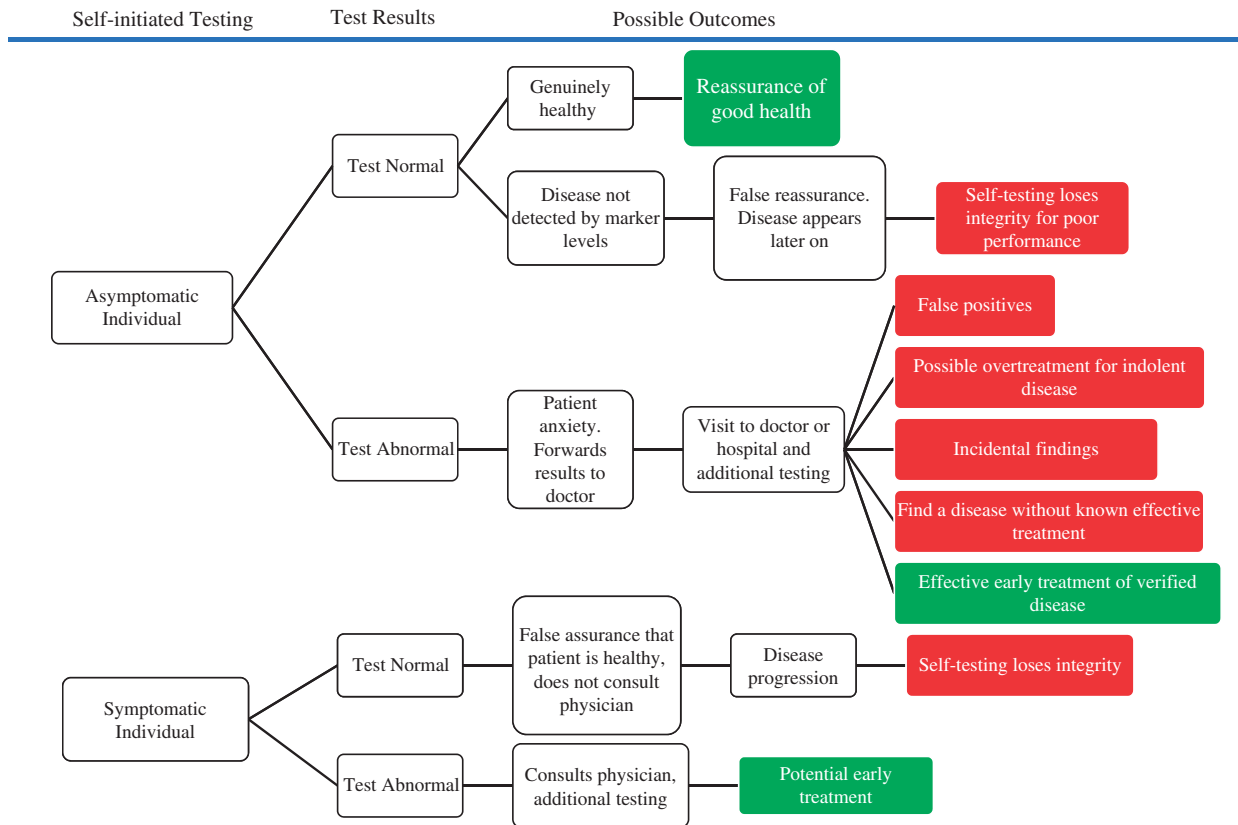 Self-initiated Testing
Test Results
Possible Outcomes
Genuinely
healthy
Reassurance of
good health
Test Normal
Disease not
detected by marker
levels
False reassurance.
Disease appears
later on
Self-testing loses
integrity for poor
performance
Asymptomatic
Individual
False positives
Possible overtreatment for indolent
disease
Test Abnormal
Patient
anxiety.
Forwards
results to
doctor
Visit to doctor or
hospital and
additional testing
Incidental findings
Find a disease without known effective
treatment
Effective early treatment of verified
disease
Test Normal
False assurance that
patient is healthy,
does not consult
physician
Disease
progression
Self-testing loses integrity
Symptomatic
Individual
Test Abnormal
Consults physician,
additional testing
Potential early
treatment